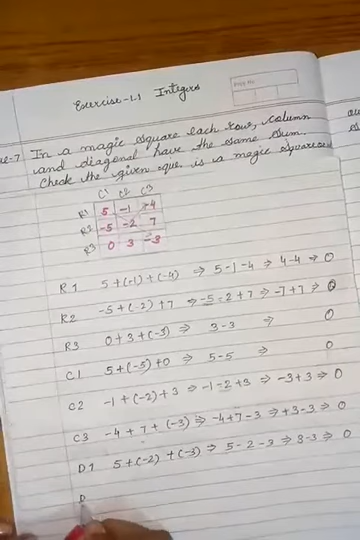 Exercise-1.1 Integers
Page No.
ue-7 In a magic square each row, column
and diagonal have the same sum.
Check the given sque. is a magic square or
C1 C2 C3
R1 5 -1 -4
R2 -5 -2 7
R3 0 3 -3
R1 5+(-1)+(-4) ⇒ 5-1-4 ⇒ 4-4 ⇒ 0
R2 -5+(-2)+7 ⇒ -5-2+7 ⇒ -7+7 ⇒ 0
R3 0+3+(-3) ⇒ 3-3 ⇒ 0
C1 5+(-5)+0 ⇒ 5-5 ⇒ 0
C2 -1+(-2)+3 ⇒ -1-2+3 ⇒ -3+3 ⇒ 0
C3 -4+7+(-3) ⇒ -4+7-3 ⇒ +3-3 ⇒ 0
D1 5+(-2)+(-3) ⇒ 5-2-3 ⇒ 3-3 ⇒ 0
D